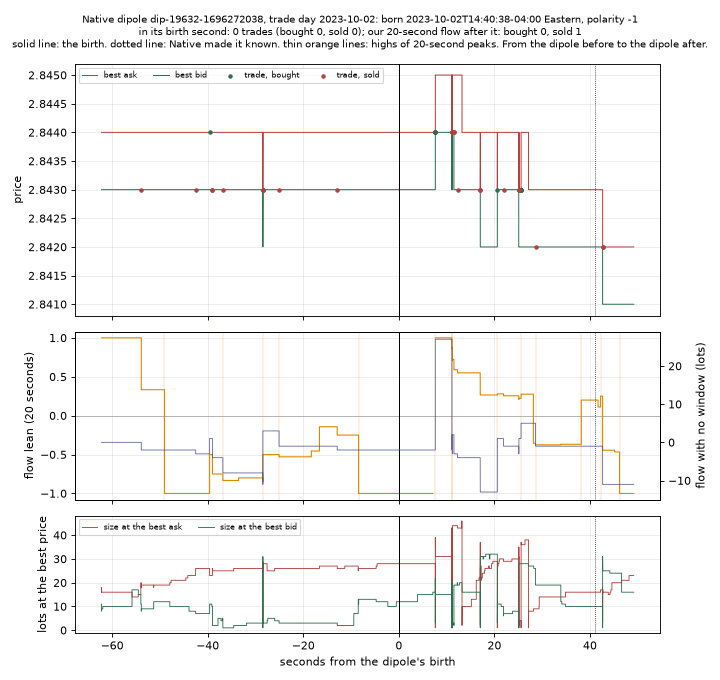 Native dipole dip-19632-1696272038, trade day 2023-10-02: born 2023-10-02T14:40:38-04:00 Eastern, polarity -1
in its birth second: 0 trades (bought 0, sold 0); our 20-second flow after it: bought 0, sold 1
solid line: the birth. dotted line: Native made it known. thin orange lines: highs of 20-second peaks. From the dipole before to the dipole after.
best ask
best bid
trade, bought
trade, sold
2.8450
2.8445
2.8440
2.8435
2.8430
2.8425
2.8420
2.8415
2.8410
price
1.0
0.5
0.0
−0.5
−1.0
flow lean (20 seconds)
20
10
0
−10
flow with no window (lots)
size at the best ask
size at the best bid
40
30
20
10
0
lots at the best price
−60
−40
−20
0
20
40
seconds from the dipole's birth